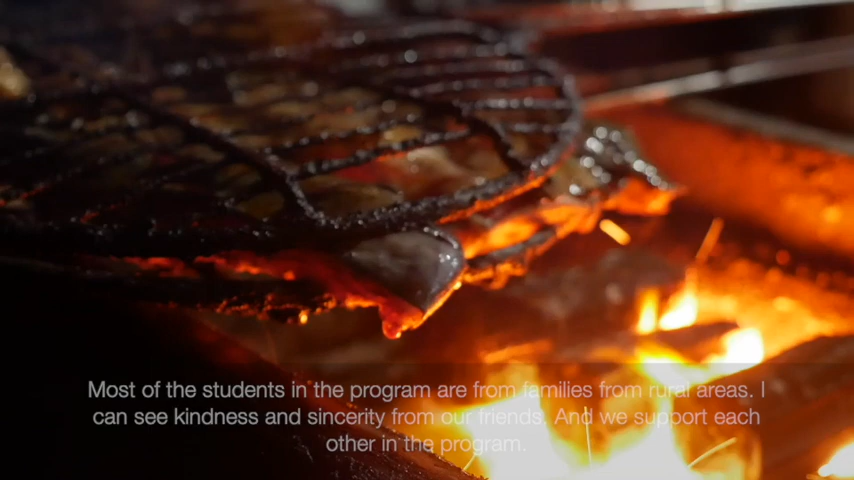 Most of the students in the program are from families from rural areas. I
can see kindness and sincerity from our friends. And we support each
other in the program.